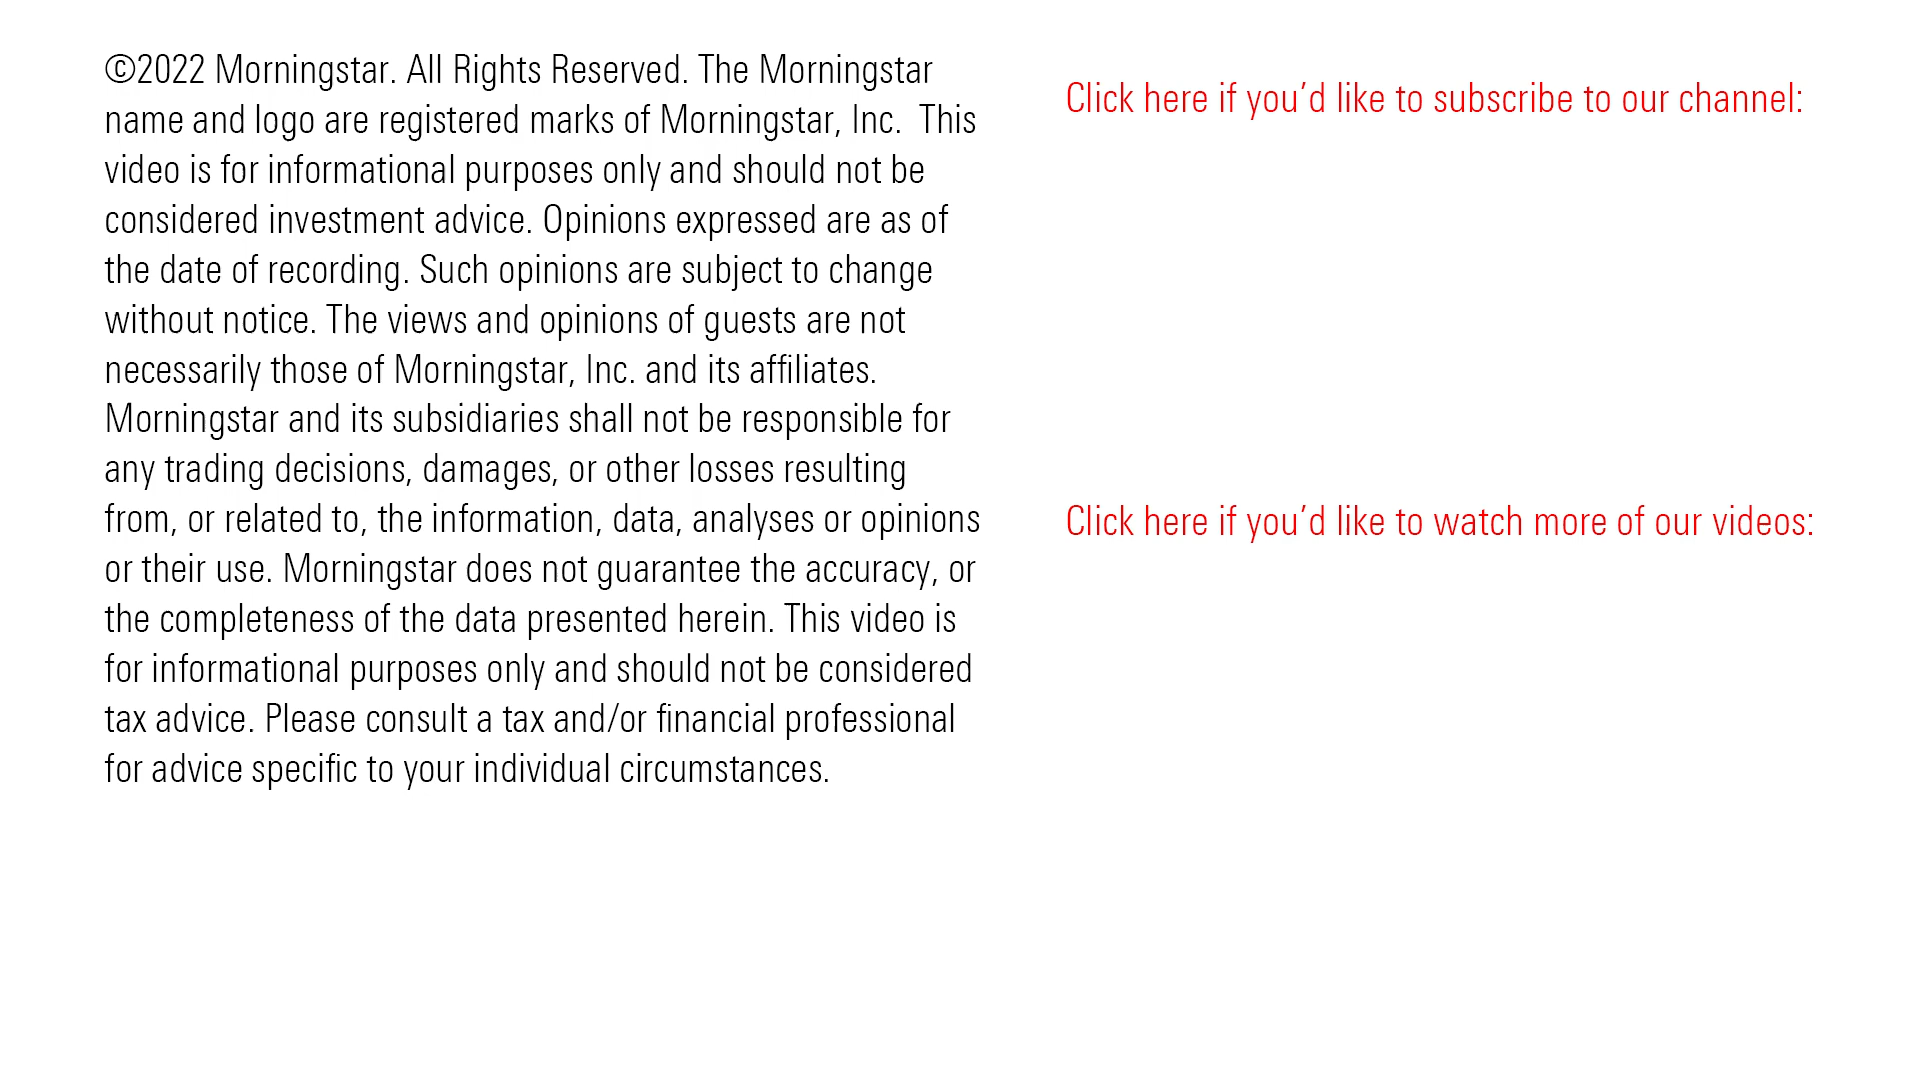 ©2022 Morningstar. All Rights Reserved. The Morningstar
name and logo are registered marks of Morningstar, Inc.  This
video is for informational purposes only and should not be
considered investment advice. Opinions expressed are as of
the date of recording. Such opinions are subject to change
without notice. The views and opinions of guests are not
necessarily those of Morningstar, Inc. and its affiliates.
Morningstar and its subsidiaries shall not be responsible for
any trading decisions, damages, or other losses resulting
from, or related to, the information, data, analyses or opinions
or their use. Morningstar does not guarantee the accuracy, or
the completeness of the data presented herein. This video is
for informational purposes only and should not be considered
tax advice. Please consult a tax and/or financial professional
for advice specific to your individual circumstances.
Click here if you’d like to subscribe to our channel:
Click here if you’d like to watch more of our videos: